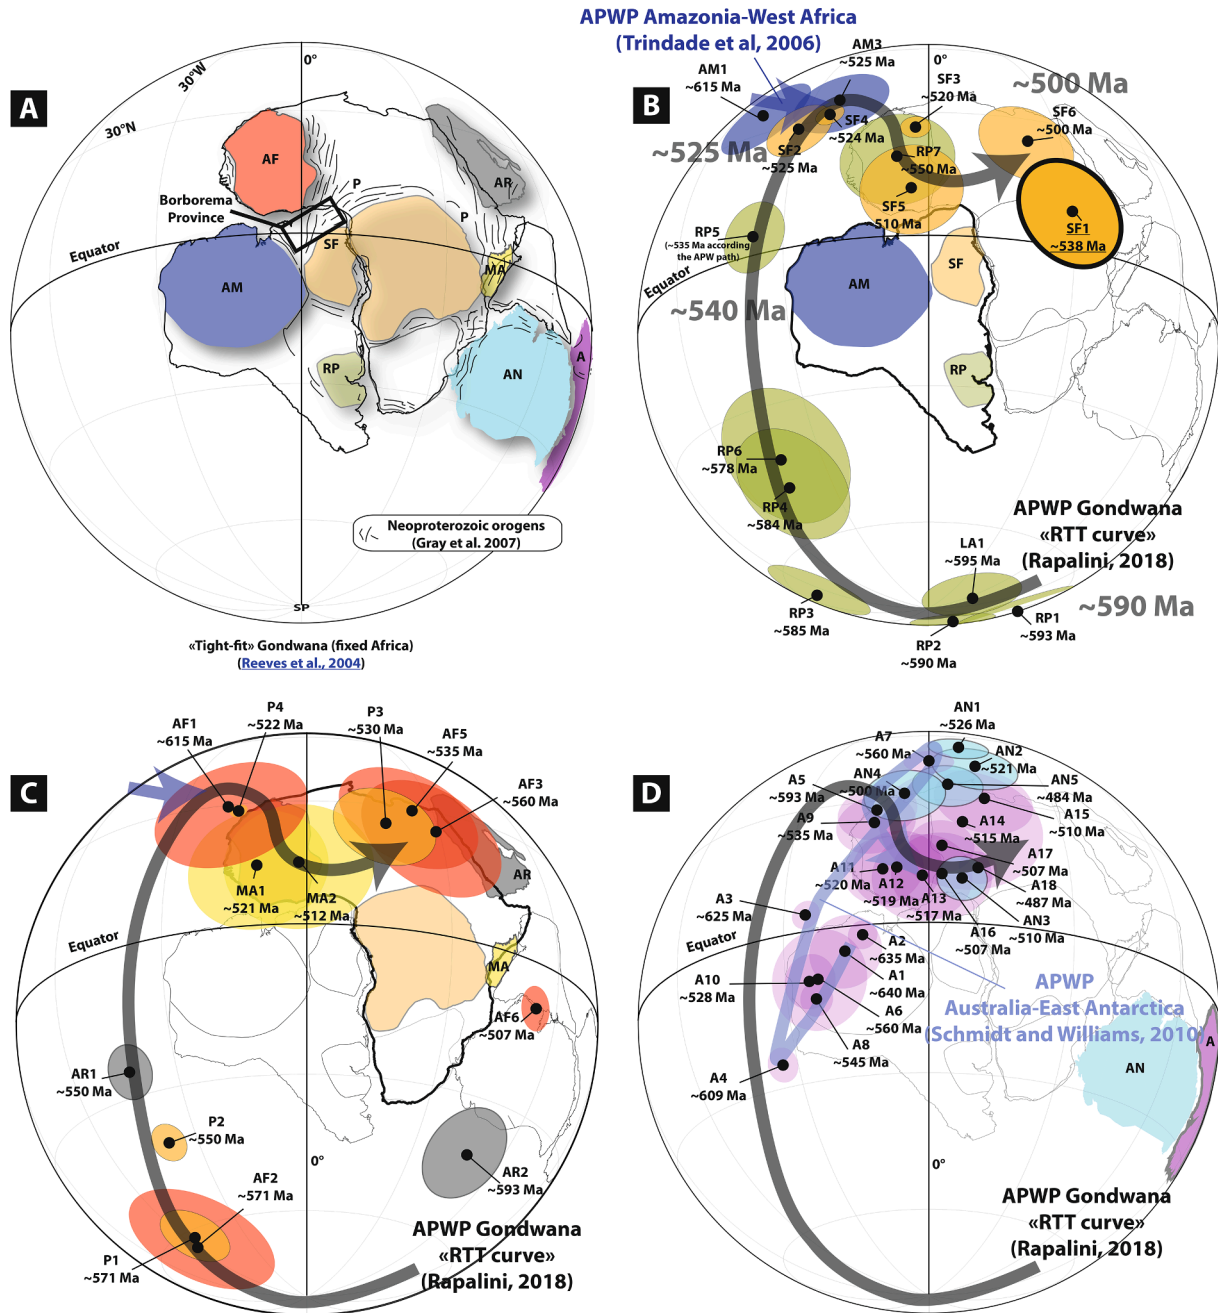 A
0°
30°W
30°N
AF
P
AR
Borborema
Province
P
Equator
SF
MA
AM
A
RP
AN
Neoproterozoic orogens
(Gray et al. 2007)
SP
«Tight-fit» Gondwana (fixed Africa)
(Reeves et al., 2004)
APWP Amazonia-West Africa
(Trindade et al, 2006)
B
0°
AM1
~615 Ma
AM3
~525 Ma
SF3
~520 Ma
~500 Ma
SF6
~500 Ma
SF4
~524 Ma
~525 Ma
SF2
~525 Ma
RP7
~550 Ma
SF5
~510 Ma
SF1
~538 Ma
RP5
(~535 Ma according
the APW path)
Equator
AM
SF
~540 Ma
RP
RP6
~578 Ma
RP4
~584 Ma
APWP Gondwana
«RTT curve»
(Rapalini, 2018)
LA1
~595 Ma
~590 Ma
RP3
~585 Ma
RP1
~593 Ma
RP2
~590 Ma
C
AF1
~615 Ma
P4
~522 Ma
P3
~530 Ma
AF5
~535 Ma
AF3
~560 Ma
AR
MA1
~521 Ma
MA2
~512 Ma
Equator
MA
AF6
~507 Ma
AR1
~550 Ma
P2
~550 Ma
0°
AF2
~571 Ma
AR2
~593 Ma
P1
~571 Ma
APWP Gondwana
«RTT curve»
(Rapalini, 2018)
D
AN1
~526 Ma
A7
~560 Ma
AN2
~521 Ma
A5
~593 Ma
AN4
~500 Ma
AN5
~484 Ma
A9
~535 Ma
A15
~510 Ma
A14
~515 Ma
A17
~507 Ma
A11
~520 Ma
A12
~519 Ma
A18
~487 Ma
A13
~517 Ma
AN3
~510 Ma
A16
~507 Ma
A3
~625 Ma
Equator
A2
~635 Ma
A1
~640 Ma
A10
~528 Ma
A6
~560 Ma
A8
~545 Ma
A4
~609 Ma
APWP
Australia-East Antarctica
(Schmidt and Williams, 2010)
A
AN
0°
APWP Gondwana
«RTT curve»
(Rapalini, 2018)